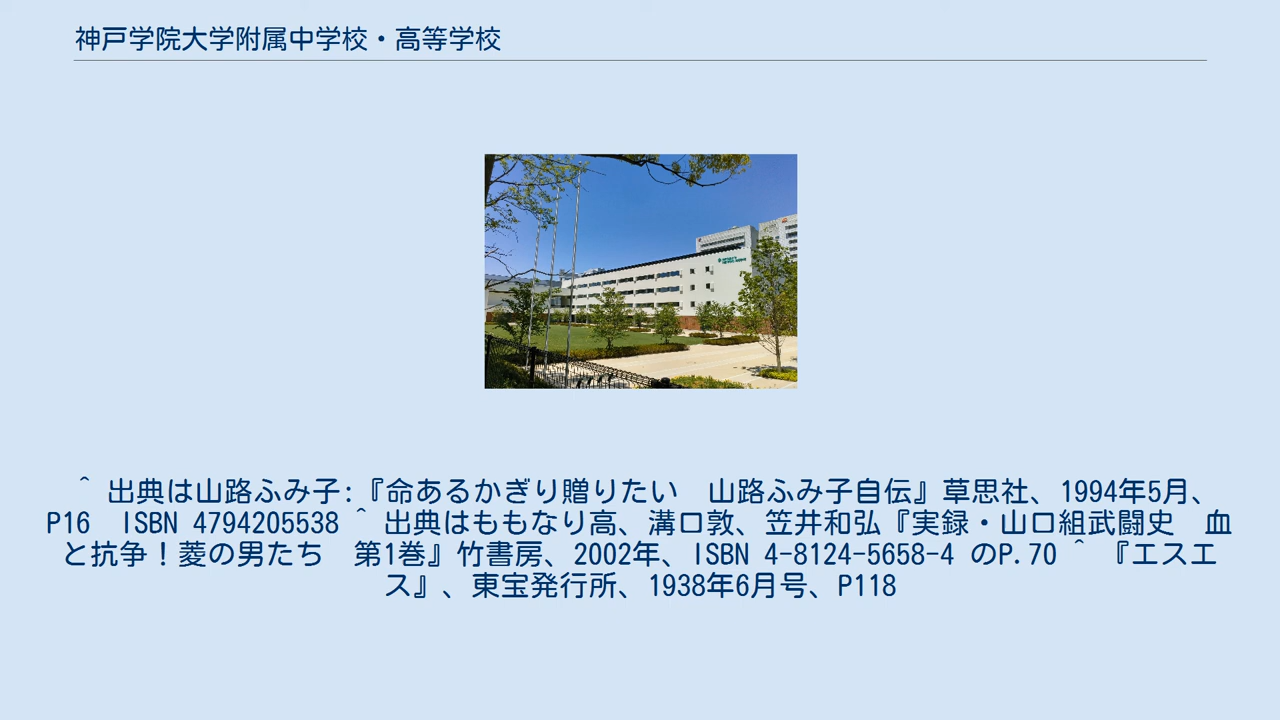 神戸学院大学附属中学校・高等学校
^ 出典は山路ふみ子:『命あるかぎり贈りたい　山路ふみ子自伝』草思社、1994年5月、
P16　ISBN 4794205538 ^ 出典はももなり高、溝口敦、笠井和弘『実録・山口組武闘史　血
と抗争！菱の男たち　第1巻』竹書房、2002年、ISBN 4-8124-5658-4 のP.70 ^　『エスエ
ス』、東宝発行所、1938年6月号、P118